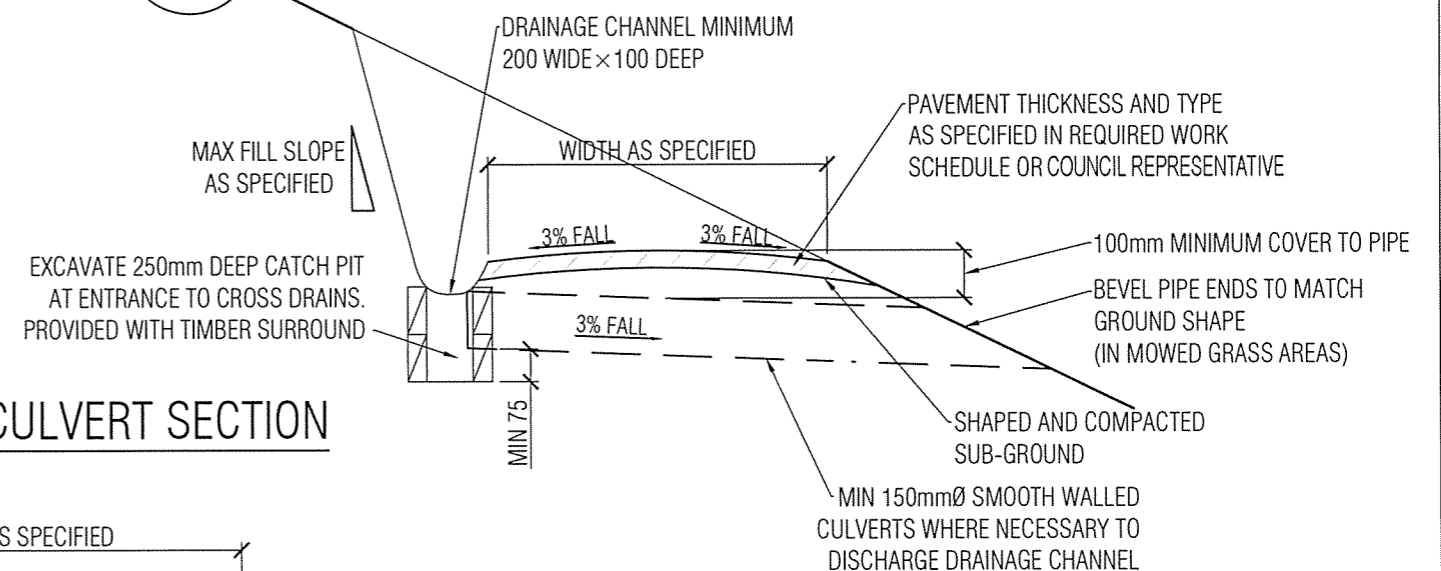 DRAINAGE CHANNEL MINIMUM
200 WIDE×100 DEEP
PAVEMENT THICKNESS AND TYPE
AS SPECIFIED IN REQUIRED WORK
SCHEDULE OR COUNCIL REPRESENTATIVE
MAX FILL SLOPE
AS SPECIFIED
WIDTH AS SPECIFIED
3% FALL
3% FALL
100mm MINIMUM COVER TO PIPE
EXCAVATE 250mm DEEP CATCH PIT
AT ENTRANCE TO CROSS DRAINS.
PROVIDED WITH TIMBER SURROUND
BEVEL PIPE ENDS TO MATCH
GROUND SHAPE
(IN MOWED GRASS AREAS)
3% FALL
MIN 75
CULVERT SECTION
SHAPED AND COMPACTED
SUB-GROUND
MIN 150mmØ SMOOTH WALLED
CULVERTS WHERE NECESSARY TO
DISCHARGE DRAINAGE CHANNEL
S SPECIFIED